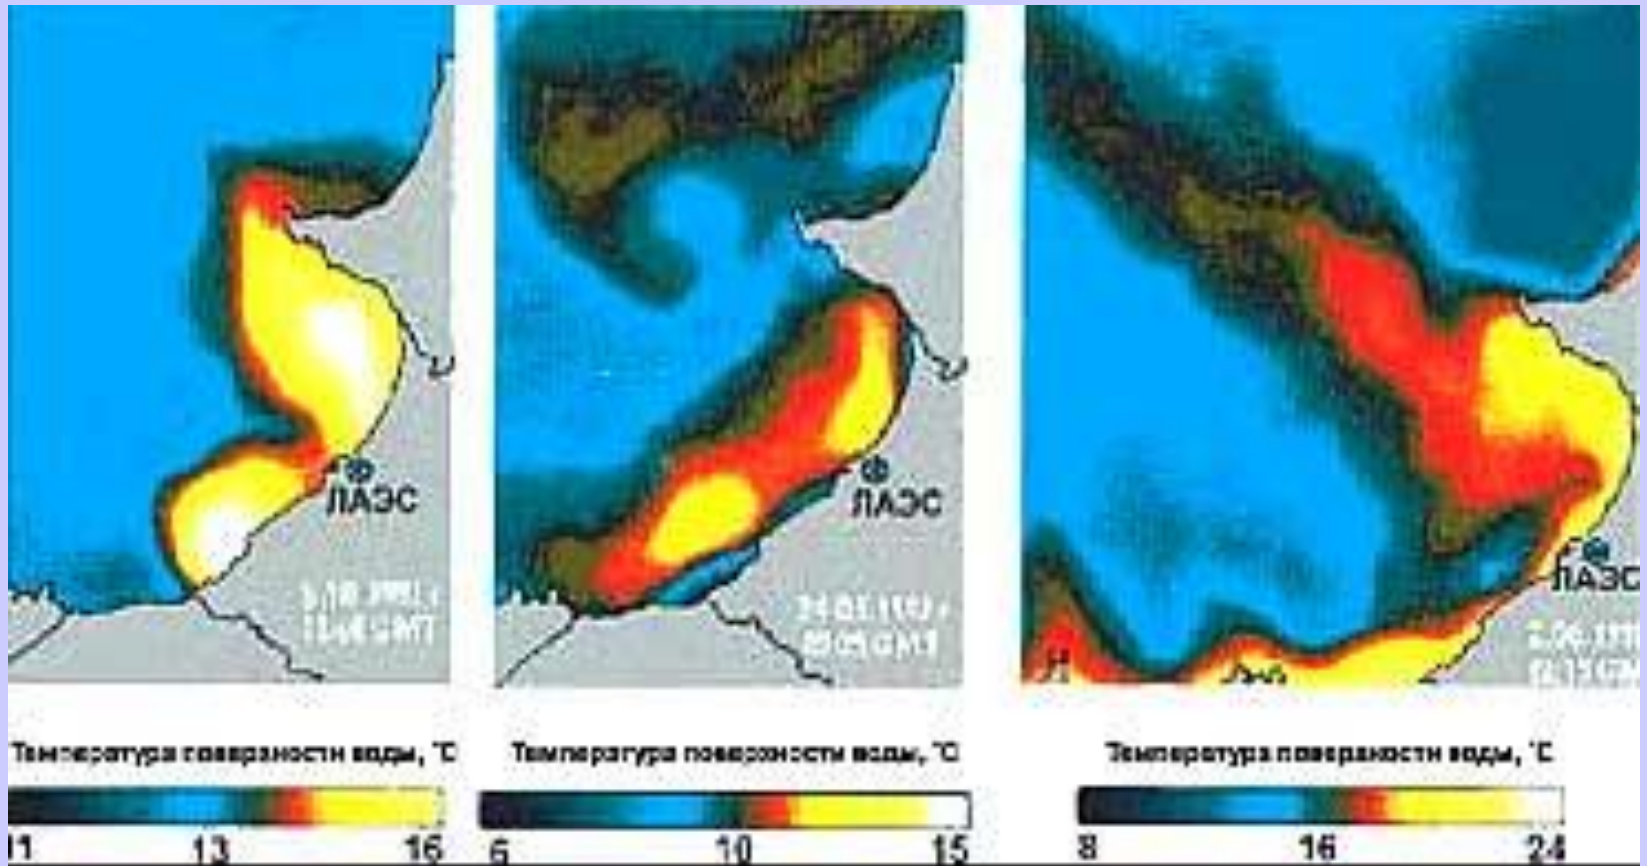 ЛАЭС
ЛАЭС
ЛАЭС
Температура поверхности воды, °C
11 13 16
Температура поверхности воды, °C
6 10 15
Температура поверхности воды, °C
8 16 24